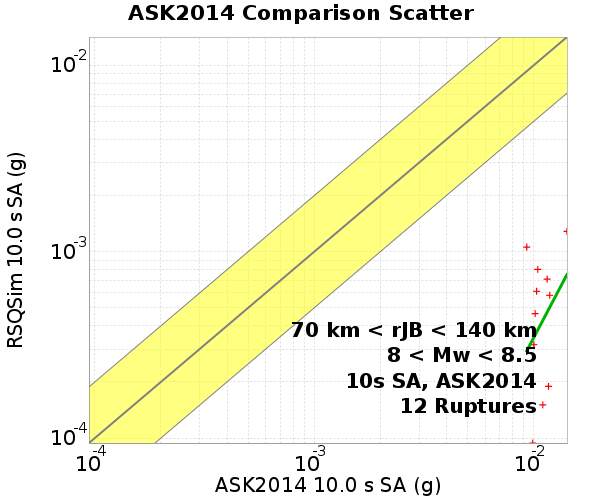 ASK2014 Comparison Scatter
RSQSim 10.0 s SA (g)
10-2
10-3
10-4
70 km < rJB < 140 km
8 < Mw < 8.5
10s SA, ASK2014
12 Ruptures
10-4 10-3 10-2
ASK2014 10.0 s SA (g)